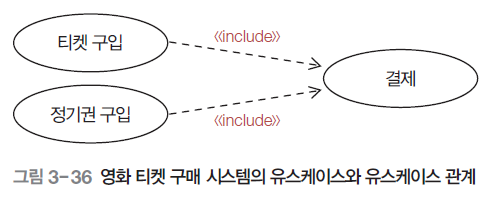 티켓 구입
《include》
결제
정기권 구입
《include》
그림 3-36 영화 티켓 구매 시스템의 유스케이스와 유스케이스 관계